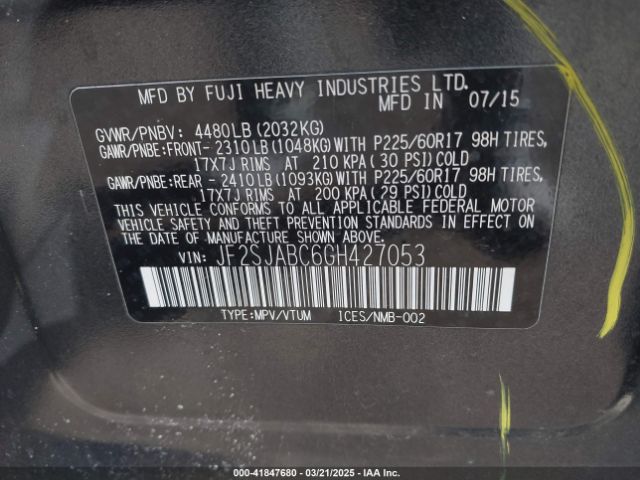 MFD BY FUJI HEAVY INDUSTRIES LTD.
MFD IN 07/15
GVWR/PNBV: 4480LB(2032KG)
GAWR/PNBE:FRONT- 2310LB(1048KG)WITH P225/60R17 98H TIRES,
17X7J RIMS AT 210 KPA(30 PSI)COLD
GAWR/PNBE:REAR - 2410LB(1093KG)WITH P225/60R17 98H TIRES,
17X7J RIMS AT 200 KPA(29 PSI)COLD
THIS VEHICLE CONFORMS TO ALL APPLICABLE FEDERAL MOTOR
VEHICLE SAFETY AND THEFT PREVENTION STANDARDS IN EFFECT ON
THE DATE OF MANUFACTURE SHOWN ABOVE.
VIN: JF2SJABC6GH427053
TYPE:MPV/VTUM ICES/NMB-002
000-41847680 - 03/21/2025 - IAA Inc.